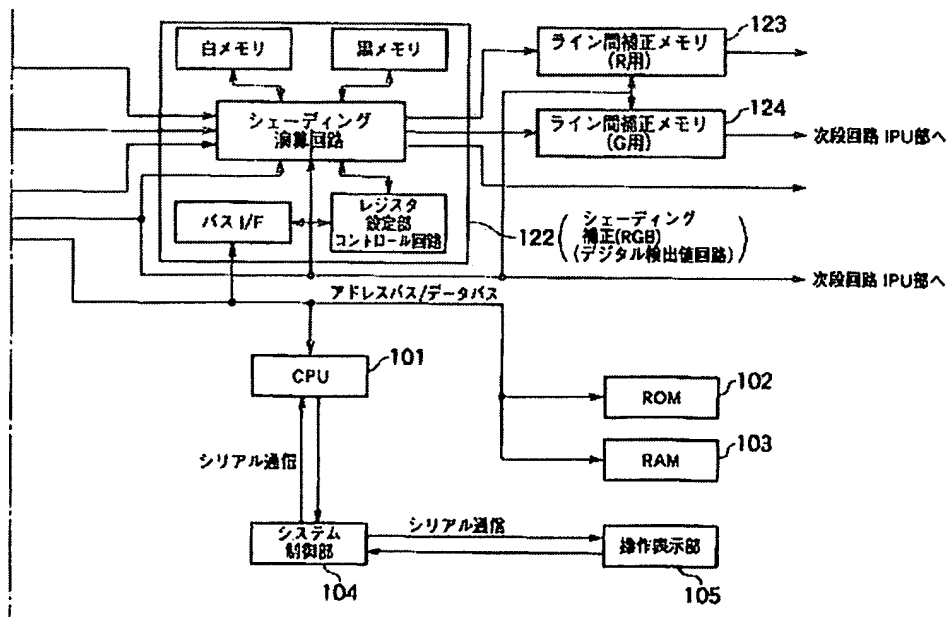 白メモリ
黒メモリ
シェーディング
演算回路
バス I/F
レジスタ
設定部
コントロール回路
122
シェーディング
補正(RGB)
(デジタル検出値回路)
ライン間補正メモリ
(R用)
123
ライン間補正メモリ
(G用)
124
次段回路 IPU部へ
次段回路 IPU部へ
アドレスバス/データバス
CPU
101
ROM
102
RAM
103
シリアル通信
システム
制御部
104
シリアル通信
操作表示部
105